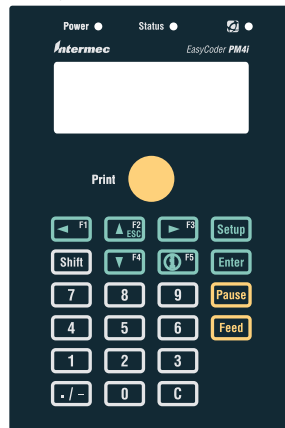 Power Status
Intermec EasyCoder PM4i
Print
F1 F2 ESC F3 Setup
Shift F4 F5 Enter
7 8 9 Pause
4 5 6 Feed
1 2 3
./- 0 C